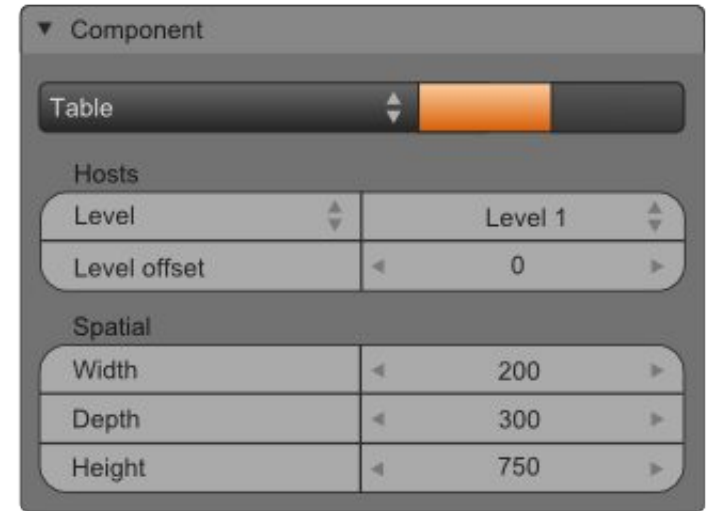 Component
Table
Hosts
Level Level 1
Level offset 0
Spatial
Width 200
Depth 300
Height 750